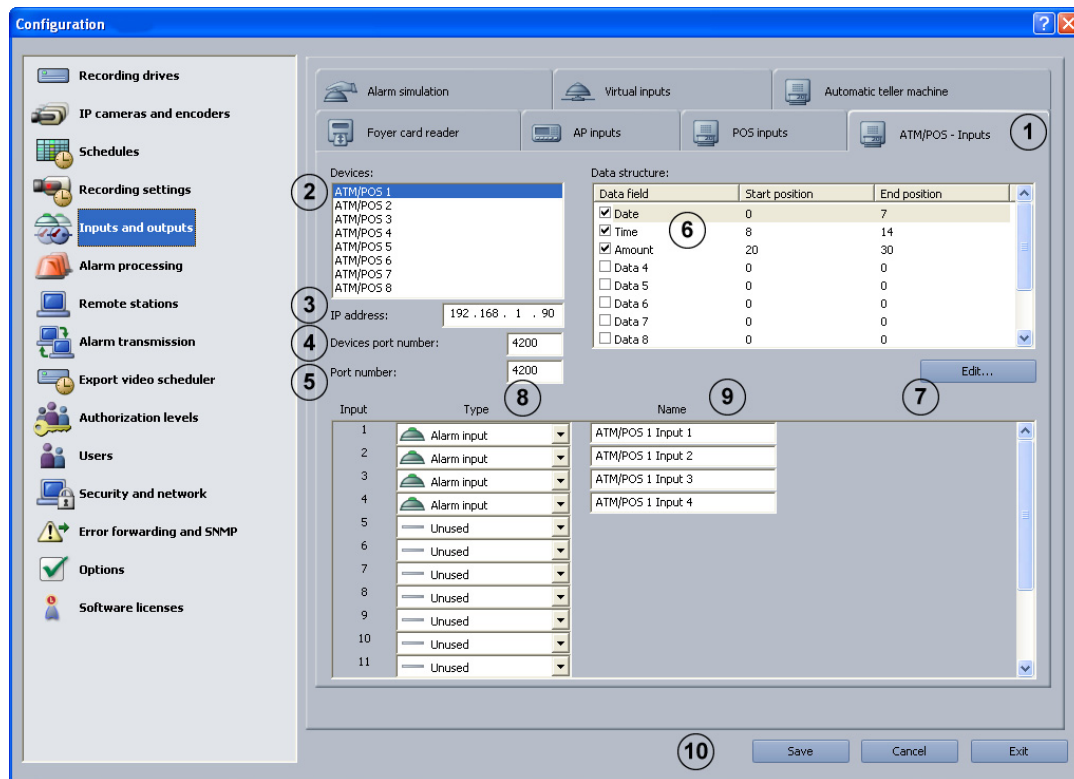 Configuration
Recording drives
IP cameras and encoders
Schedules
Recording settings
Inputs and outputs
Alarm processing
Remote stations
Alarm transmission
Export video scheduler
Authorization levels
Users
Security and network
Error forwarding and SNMP
Options
Software licenses
Alarm simulation
Virtual inputs
Automatic teller machine
Foyer card reader
AP inputs
POS inputs
ATM/POS - Inputs
1
Devices:
2
ATM/POS 1
ATM/POS 2
ATM/POS 3
ATM/POS 4
ATM/POS 5
ATM/POS 6
ATM/POS 7
ATM/POS 8
3
IP address: 192 . 168 . 1 . 90
4
Devices port number: 4200
5
Port number: 4200
Data structure:
Data field Start position End position
Date 0 7
6
Time 8 14
Amount 20 30
Data 4 0 0
Data 5 0 0
Data 6 0 0
Data 7 0 0
Data 8 0 0
Edit...
7
8
9
Input Type Name
1 Alarm input ATM/POS 1 Input 1
2 Alarm input ATM/POS 1 Input 2
3 Alarm input ATM/POS 1 Input 3
4 Alarm input ATM/POS 1 Input 4
5 Unused
6 Unused
7 Unused
8 Unused
9 Unused
10 Unused
11 Unused
10
Save Cancel Exit